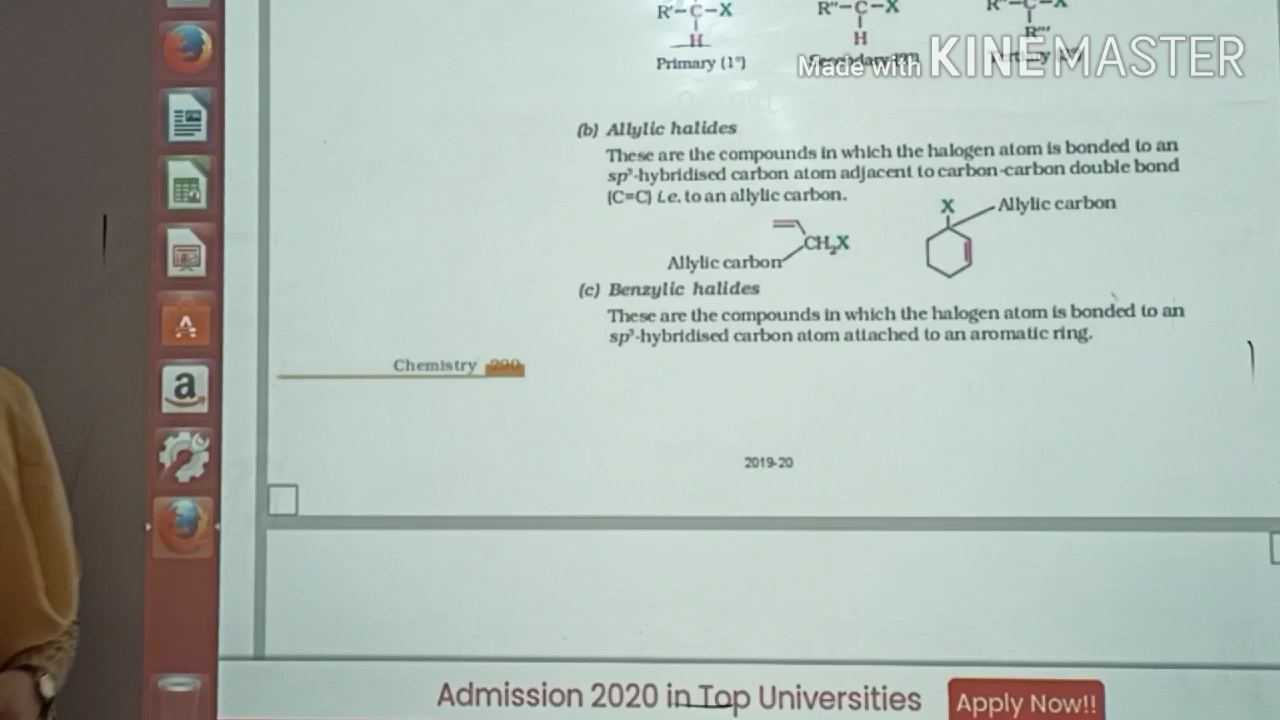 R'–C–X
R''–C–X
R''–C–X
H
H
R'''
Primary (1°)
Made with KINEMASTER
(b) Allylic halides
These are the compounds in which the halogen atom is bonded to an
sp³-hybridised carbon atom adjacent to carbon-carbon double bond
(C=C) i.e. to an allylic carbon.
X
Allylic carbon
CH₂X
Allylic carbon
(c) Benzylic halides
These are the compounds in which the halogen atom is bonded to an
sp³-hybridised carbon atom attached to an aromatic ring.
Chemistry 290
2019-20
Admission 2020 in Top Universities
Apply Now!!